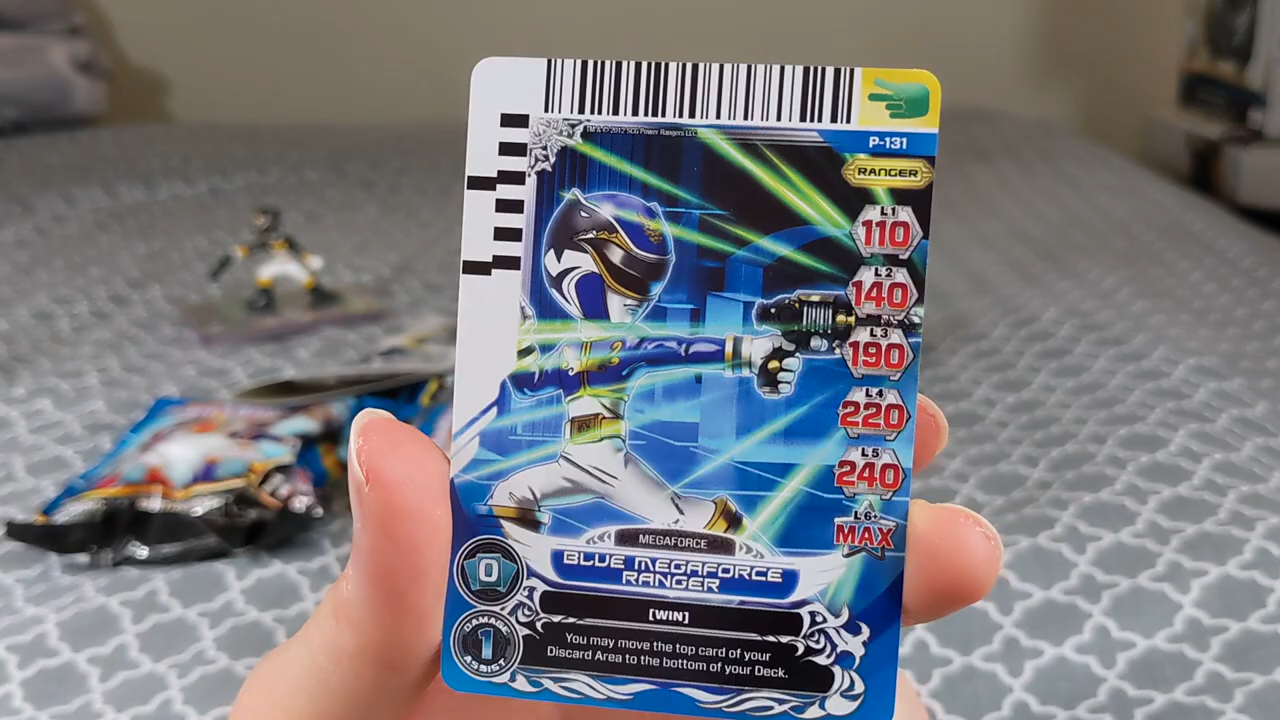 TM & © 2012 SCG Power Rangers LLC
P-131
RANGER
L1
110
L2
140
L3
190
L4
220
L5
240
L6+
MAX
MEGAFORCE
BLUE MEGAFORCE
RANGER
0
[WIN]
DAMAGE
1
ASSIST
You may move the top card of your
Discard Area to the bottom of your Deck.